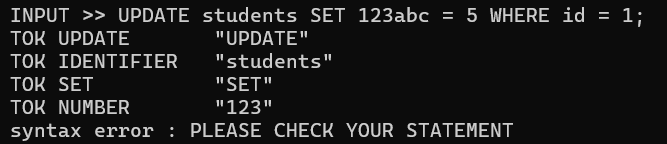 INPUT >> UPDATE students SET 123abc = 5 WHERE id = 1;
TOK UPDATE "UPDATE"
TOK IDENTIFIER "students"
TOK SET "SET"
TOK NUMBER "123"
syntax error : PLEASE CHECK YOUR STATEMENT